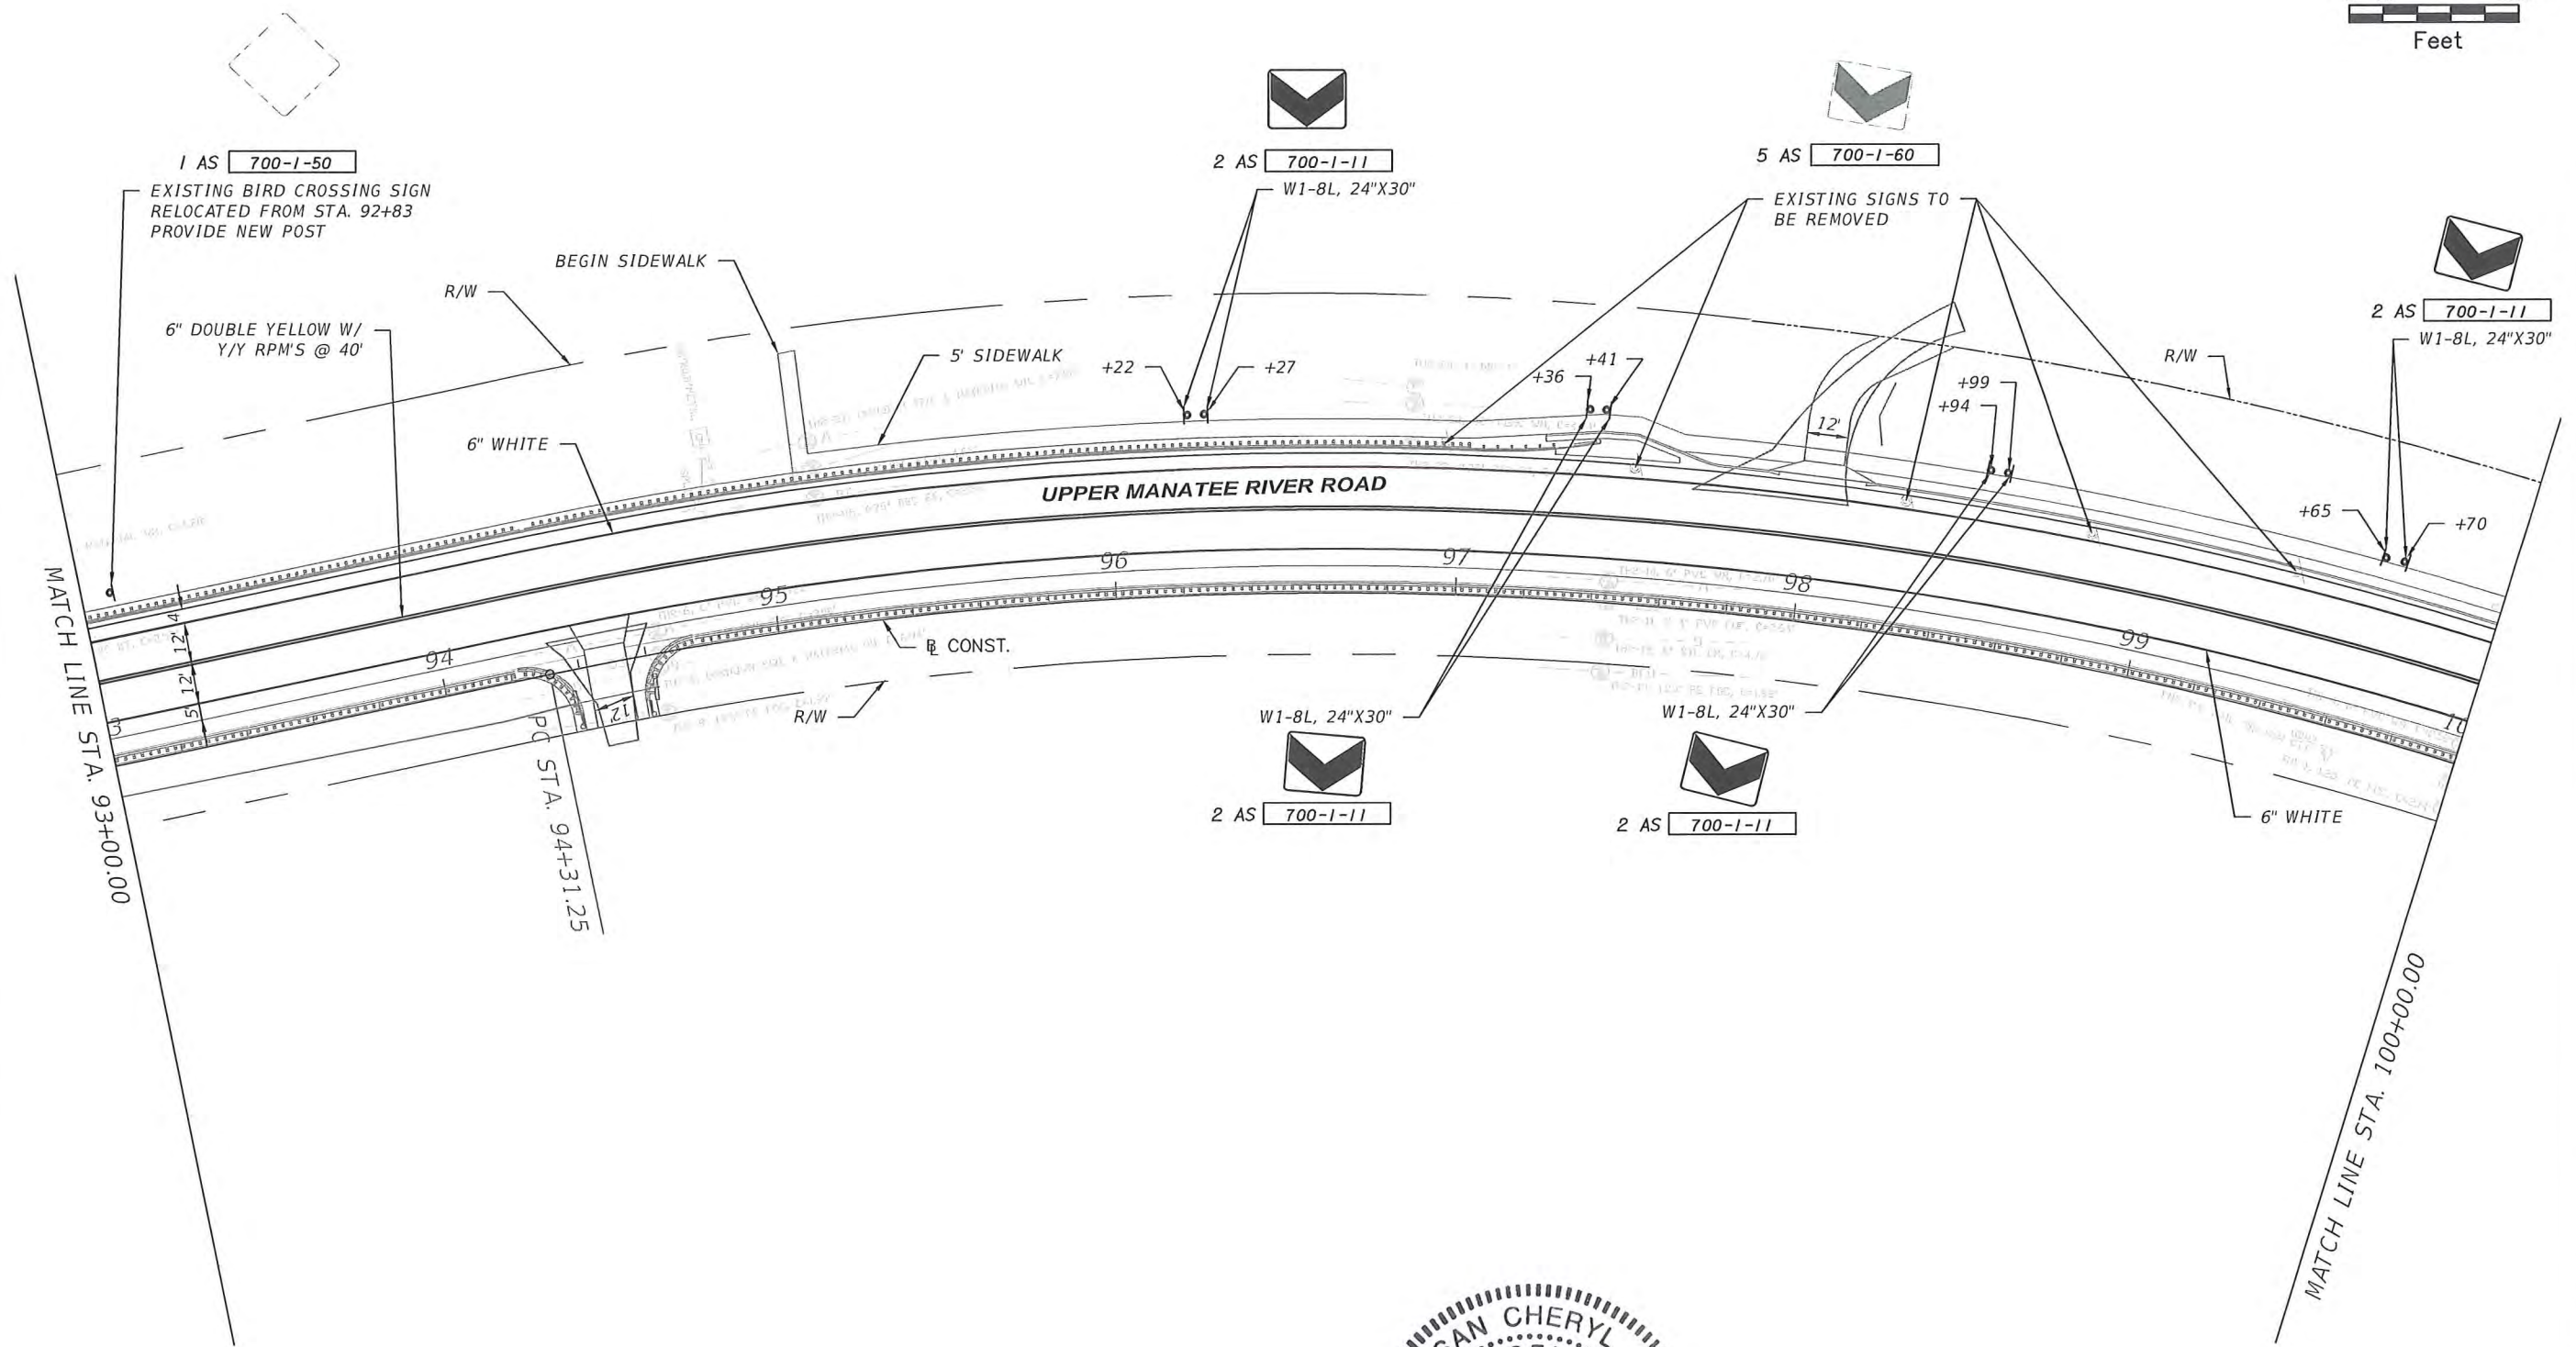 Feet
1 AS 700-1-50
EXISTING BIRD CROSSING SIGN
RELOCATED FROM STA. 92+83
PROVIDE NEW POST
2 AS 700-1-11
W1-8L, 24"X30"
5 AS 700-1-60
EXISTING SIGNS TO
BE REMOVED
2 AS 700-1-11
W1-8L, 24"X30"
BEGIN SIDEWALK
R/W
6" DOUBLE YELLOW W/
Y/Y RPM'S @ 40'
5' SIDEWALK
+22
+27
+36
+41
+99
+94
12'
R/W
6" WHITE
UPPER MANATEE RIVER ROAD
+65
+70
4'
12'
12'
5'
3
94
95
96
97
98
99
10
℄ CONST.
12'
R/W
MATCH LINE STA. 93+00.00
PC STA. 94+31.25
W1-8L, 24"X30"
2 AS 700-1-11
W1-8L, 24"X30"
2 AS 700-1-11
6" WHITE
MATCH LINE STA. 100+00.00
GAN CHERYL